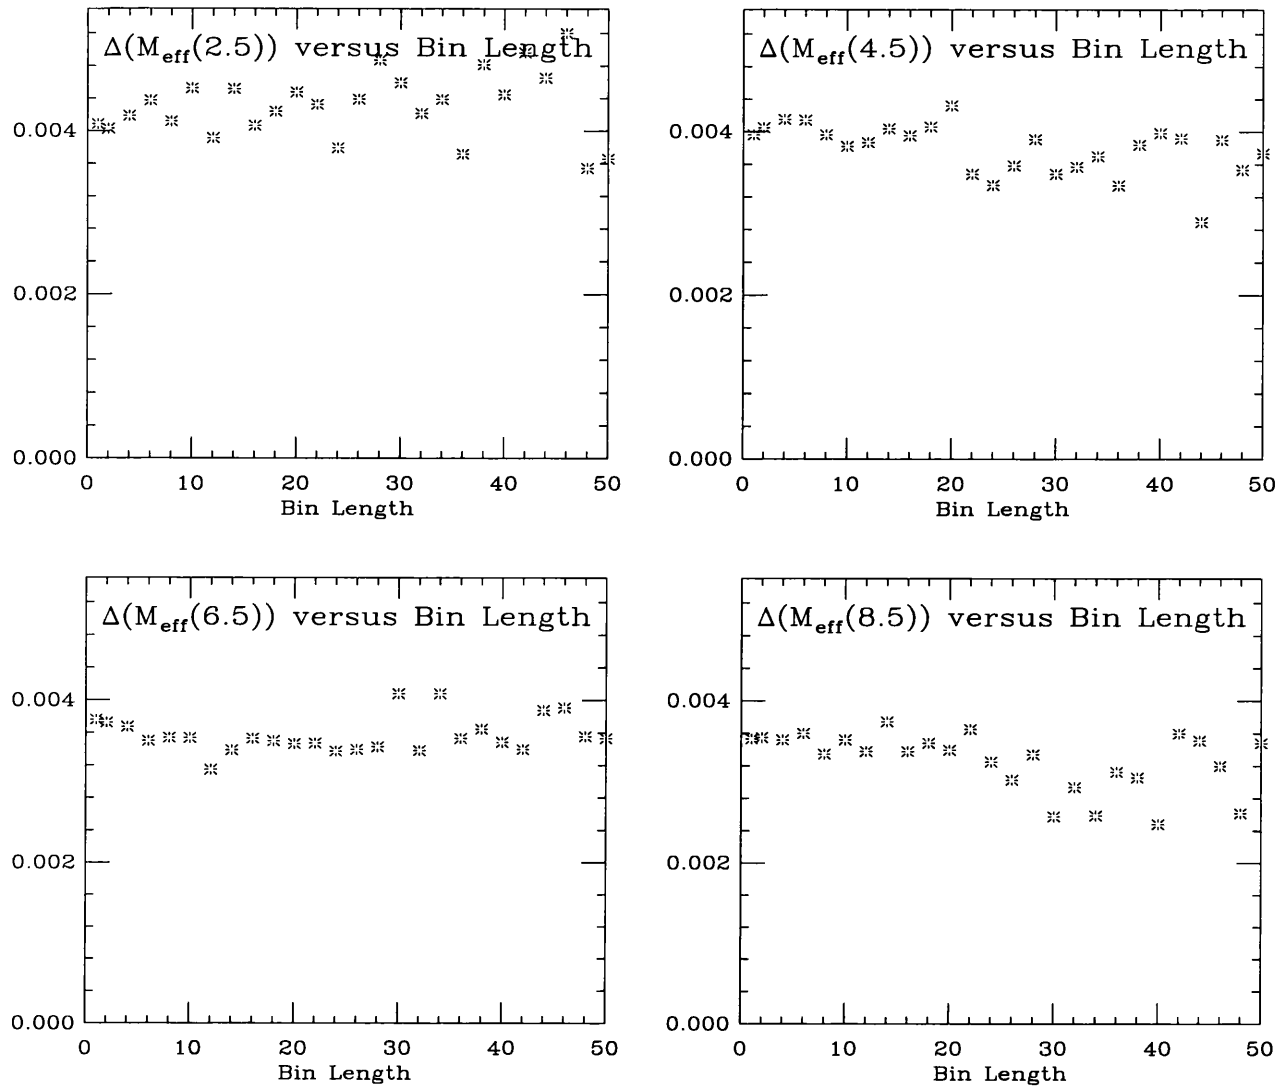 Δ(Meff(2.5)) versus Bin Length
0.004
0.002
0.000
0 10 20 30 40 50
Bin Length
Δ(Meff(4.5)) versus Bin Length
0.004
0.002
0.000
0 10 20 30 40 50
Bin Length
Δ(Meff(6.5)) versus Bin Length
0.004
0.002
0.000
0 10 20 30 40 50
Bin Length
Δ(Meff(8.5)) versus Bin Length
0.004
0.002
0.000
0 10 20 30 40 50
Bin Length